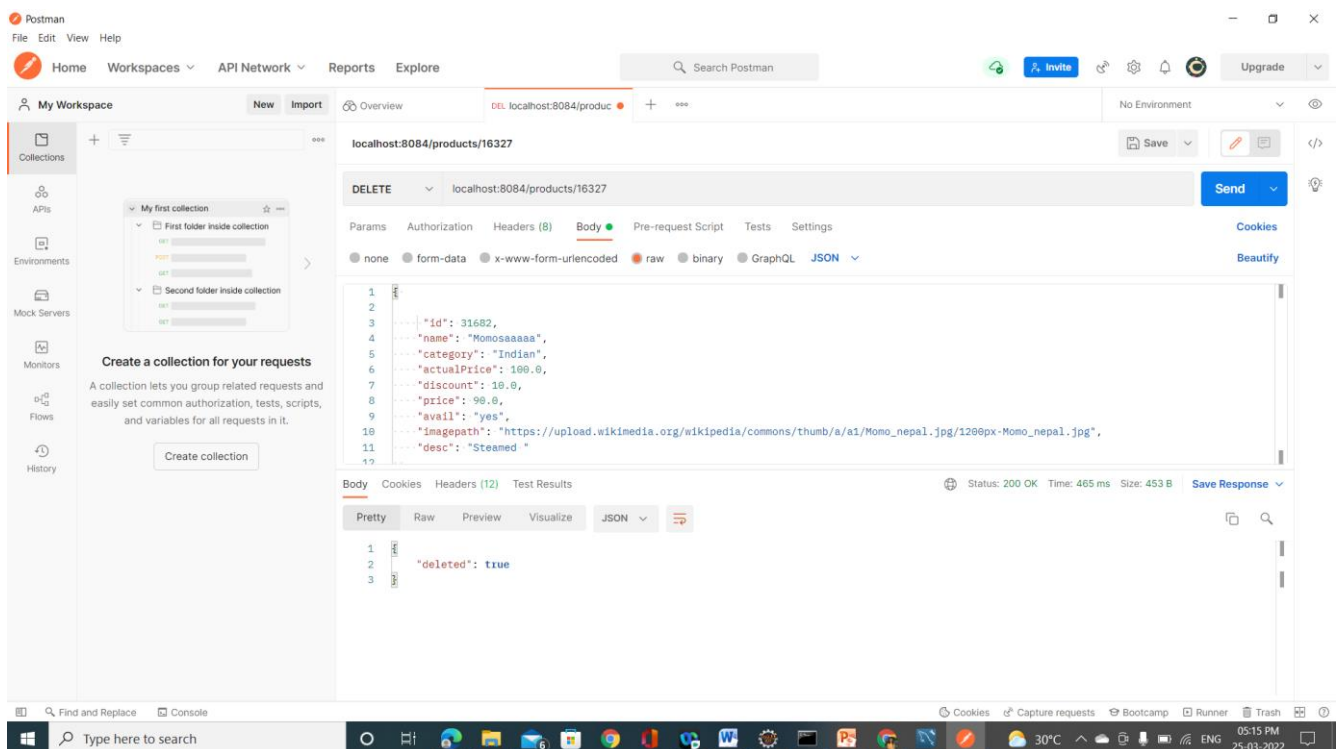 Postman
File Edit View Help
Home Workspaces API Network Reports Explore Search Postman Invite Upgrade
My Workspace New Import Overview DEL localhost:8084/produc No Environment
Collections
APIs
Environments
Mock Servers
Monitors
Flows
History
My first collection
First folder inside collection
GET
POST
GET
Second folder inside collection
GET
GET
Create a collection for your requests
A collection lets you group related requests and
easily set common authorization, tests, scripts,
and variables for all requests in it.
Create collection
localhost:8084/products/16327 Save
DELETE localhost:8084/products/16327 Send
Params Authorization Headers (8) Body Pre-request Script Tests Settings Cookies
none form-data x-www-form-urlencoded raw binary GraphQL JSON Beautify
1 {
2
3 "id": 31682,
4 "name": "Momosaaaaa",
5 "category": "Indian",
6 "actualPrice": 100.0,
7 "discount": 10.0,
8 "price": 90.0,
9 "avail": "yes",
10 "imagepath": "https://upload.wikimedia.org/wikipedia/commons/thumb/a/a1/Momo_nepal.jpg/1200px-Momo_nepal.jpg",
11 "desc": "Steamed "
12
Body Cookies Headers (12) Test Results Status: 200 OK Time: 465 ms Size: 453 B Save Response
Pretty Raw Preview Visualize JSON
1 {
2 "deleted": true
3 }
Find and Replace Console Cookies Capture requests Bootcamp Runner Trash
Type here to search 30°C ENG 05:15 PM
25-03-2022